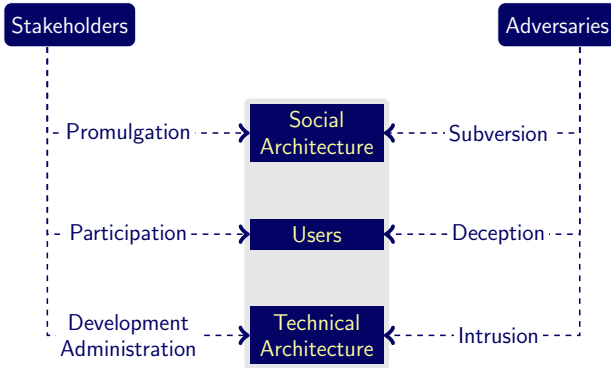 Stakeholders
Adversaries
Promulgation
Social
Architecture
Subversion
Participation
Users
Deception
Development
Administration
Technical
Architecture
Intrusion